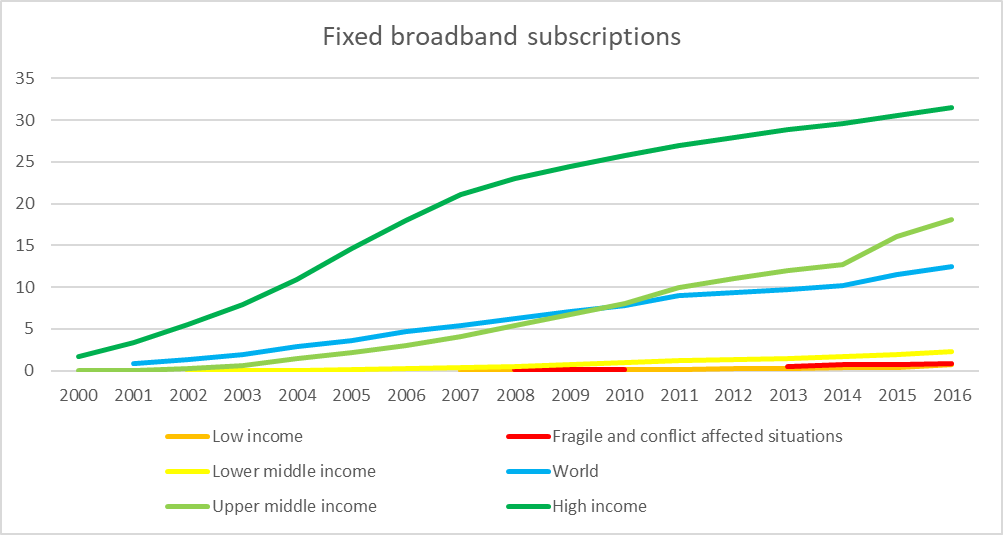 Fixed broadband subscriptions
35
30
25
20
15
10
5
0
2000 2001 2002 2003 2004 2005 2006 2007 2008 2009 2010 2011 2012 2013 2014 2015 2016
Low income Fragile and conflict affected situations
Lower middle income World
Upper middle income High income